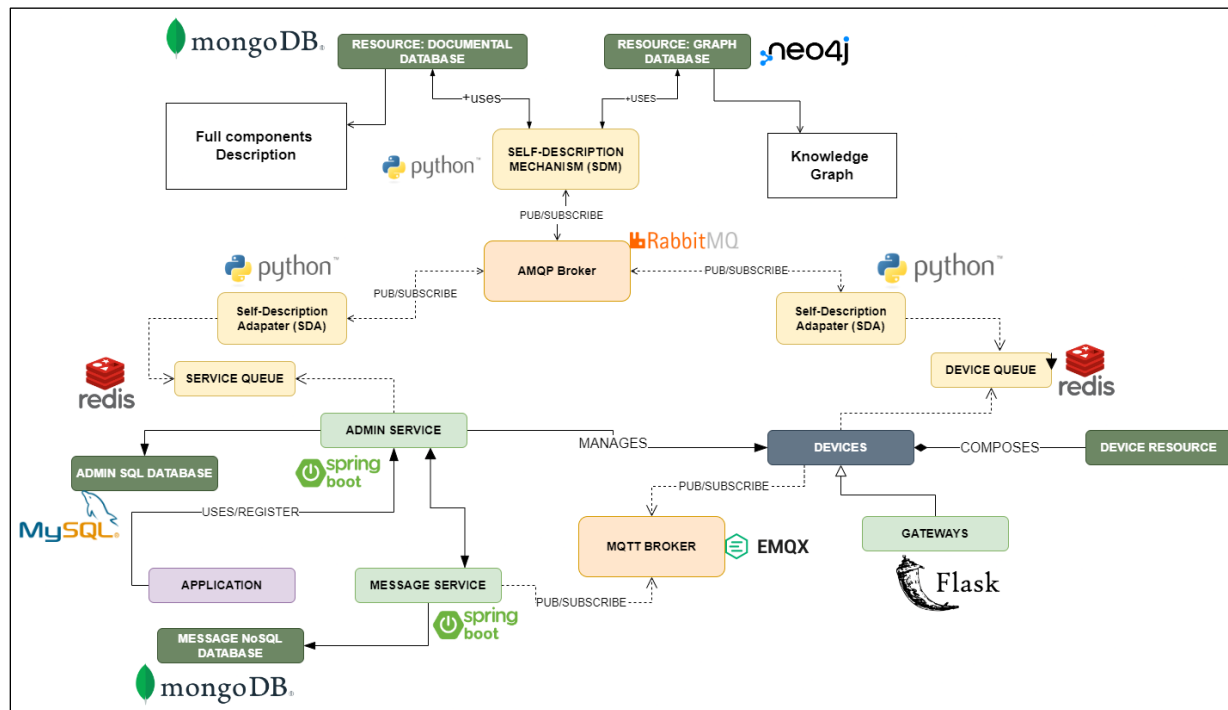 mongoDB®
RESOURCE: DOCUMENTAL
DATABASE
RESOURCE: GRAPH
DATABASE
neo4j
+uses
+USES
Full components
Description
python™
SELF-DESCRIPTION
MECHANISM (SDM)
Knowledge
Graph
PUB/SUBSCRIBE
RabbitMQ
AMQP Broker
python™
PUB/SUBSCRIBE
PUB/SUBSCRIBE
python™
Self-Description
Adapater (SDA)
Self-Description
Adapater (SDA)
redis
SERVICE QUEUE
DEVICE QUEUE
redis
ADMIN SERVICE
MANAGES
DEVICES
COMPOSES
DEVICE RESOURCE
ADMIN SQL DATABASE
spring
boot
PUB/SUBSCRIBE
MySQL®
USES/REGISTER
MQTT BROKER
EMQX
GATEWAYS
APPLICATION
MESSAGE SERVICE
PUB/SUBSCRIBE
Flask
spring
boot
MESSAGE NoSQL
DATABASE
mongoDB®